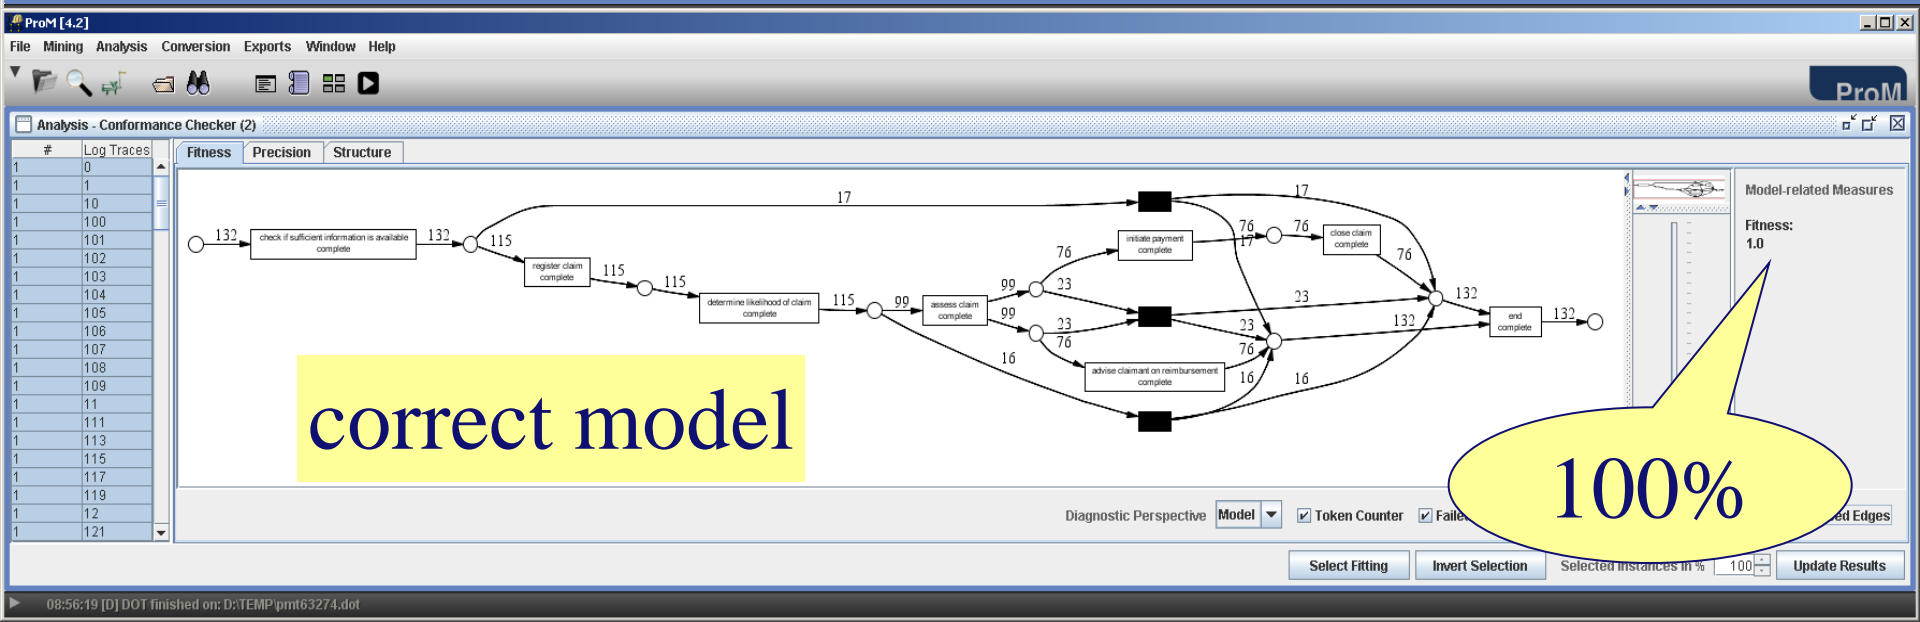 ProM [4.2]
File Mining Analysis Conversion Exports Window Help
ProM
Analysis - Conformance Checker (2)
# Log Traces
1 0
1 1
1 10
1 100
1 101
1 102
1 103
1 104
1 105
1 106
1 107
1 108
1 109
1 11
1 111
1 113
1 115
1 117
1 119
1 12
1 121
Fitness Precision Structure
132
check if sufficient information is available
complete
132
17
115
register claim
complete
115
115
determine likelihood of claim
complete
115
99
assess claim
complete
99
99
16
76
23
23
76
initiate payment
complete
advise claimant on reimbursement
complete
17
76
17
76
close claim
complete
76
23
23
132
76
16
16
132
end
complete
132
Model-related Measures
Fitness:
1.0
correct model
100%
Diagnostic Perspective Model Token Counter
ed Edges
Select Fitting Invert Selection Selected Instances in % 100 Update Results
08:56:19 [D] DOT finished on: D:\TEMP\pmt63274.dot